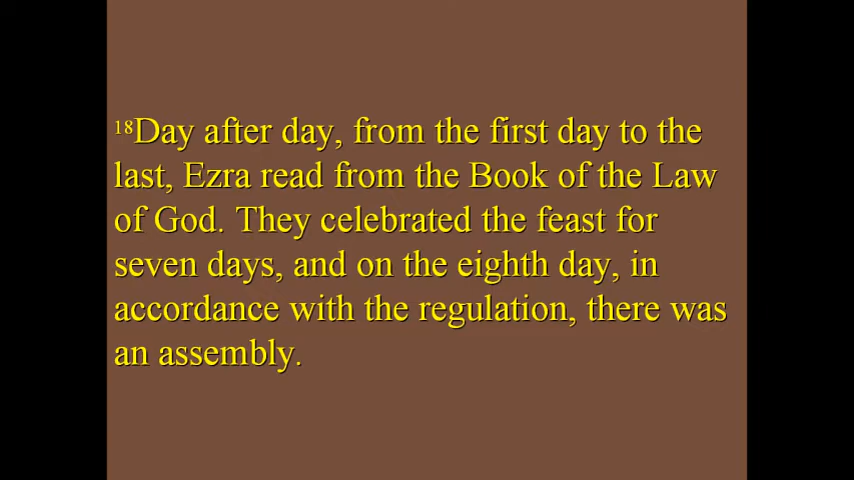 18Day after day, from the first day to the
last, Ezra read from the Book of the Law
of God. They celebrated the feast for
seven days, and on the eighth day, in
accordance with the regulation, there was
an assembly.